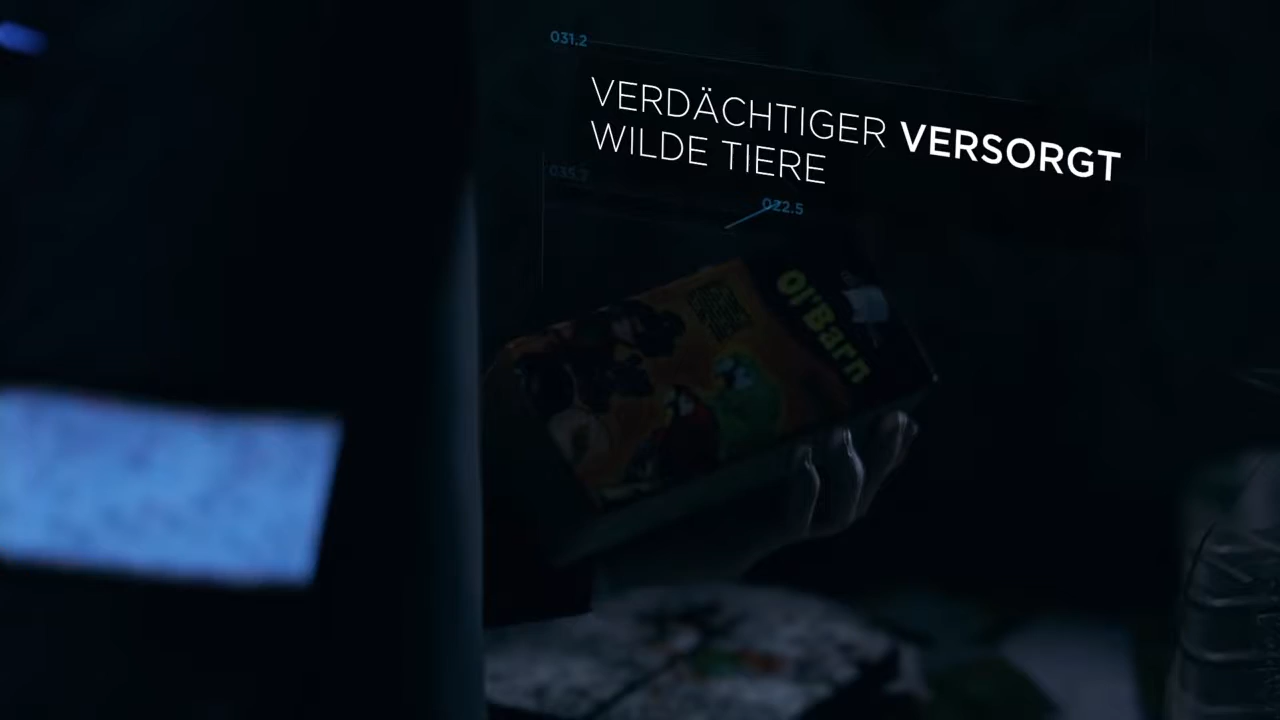 031.2
VERDÄCHTIGER VERSORGT
WILDE TIERE
035.2
022.5
Ol'Barn